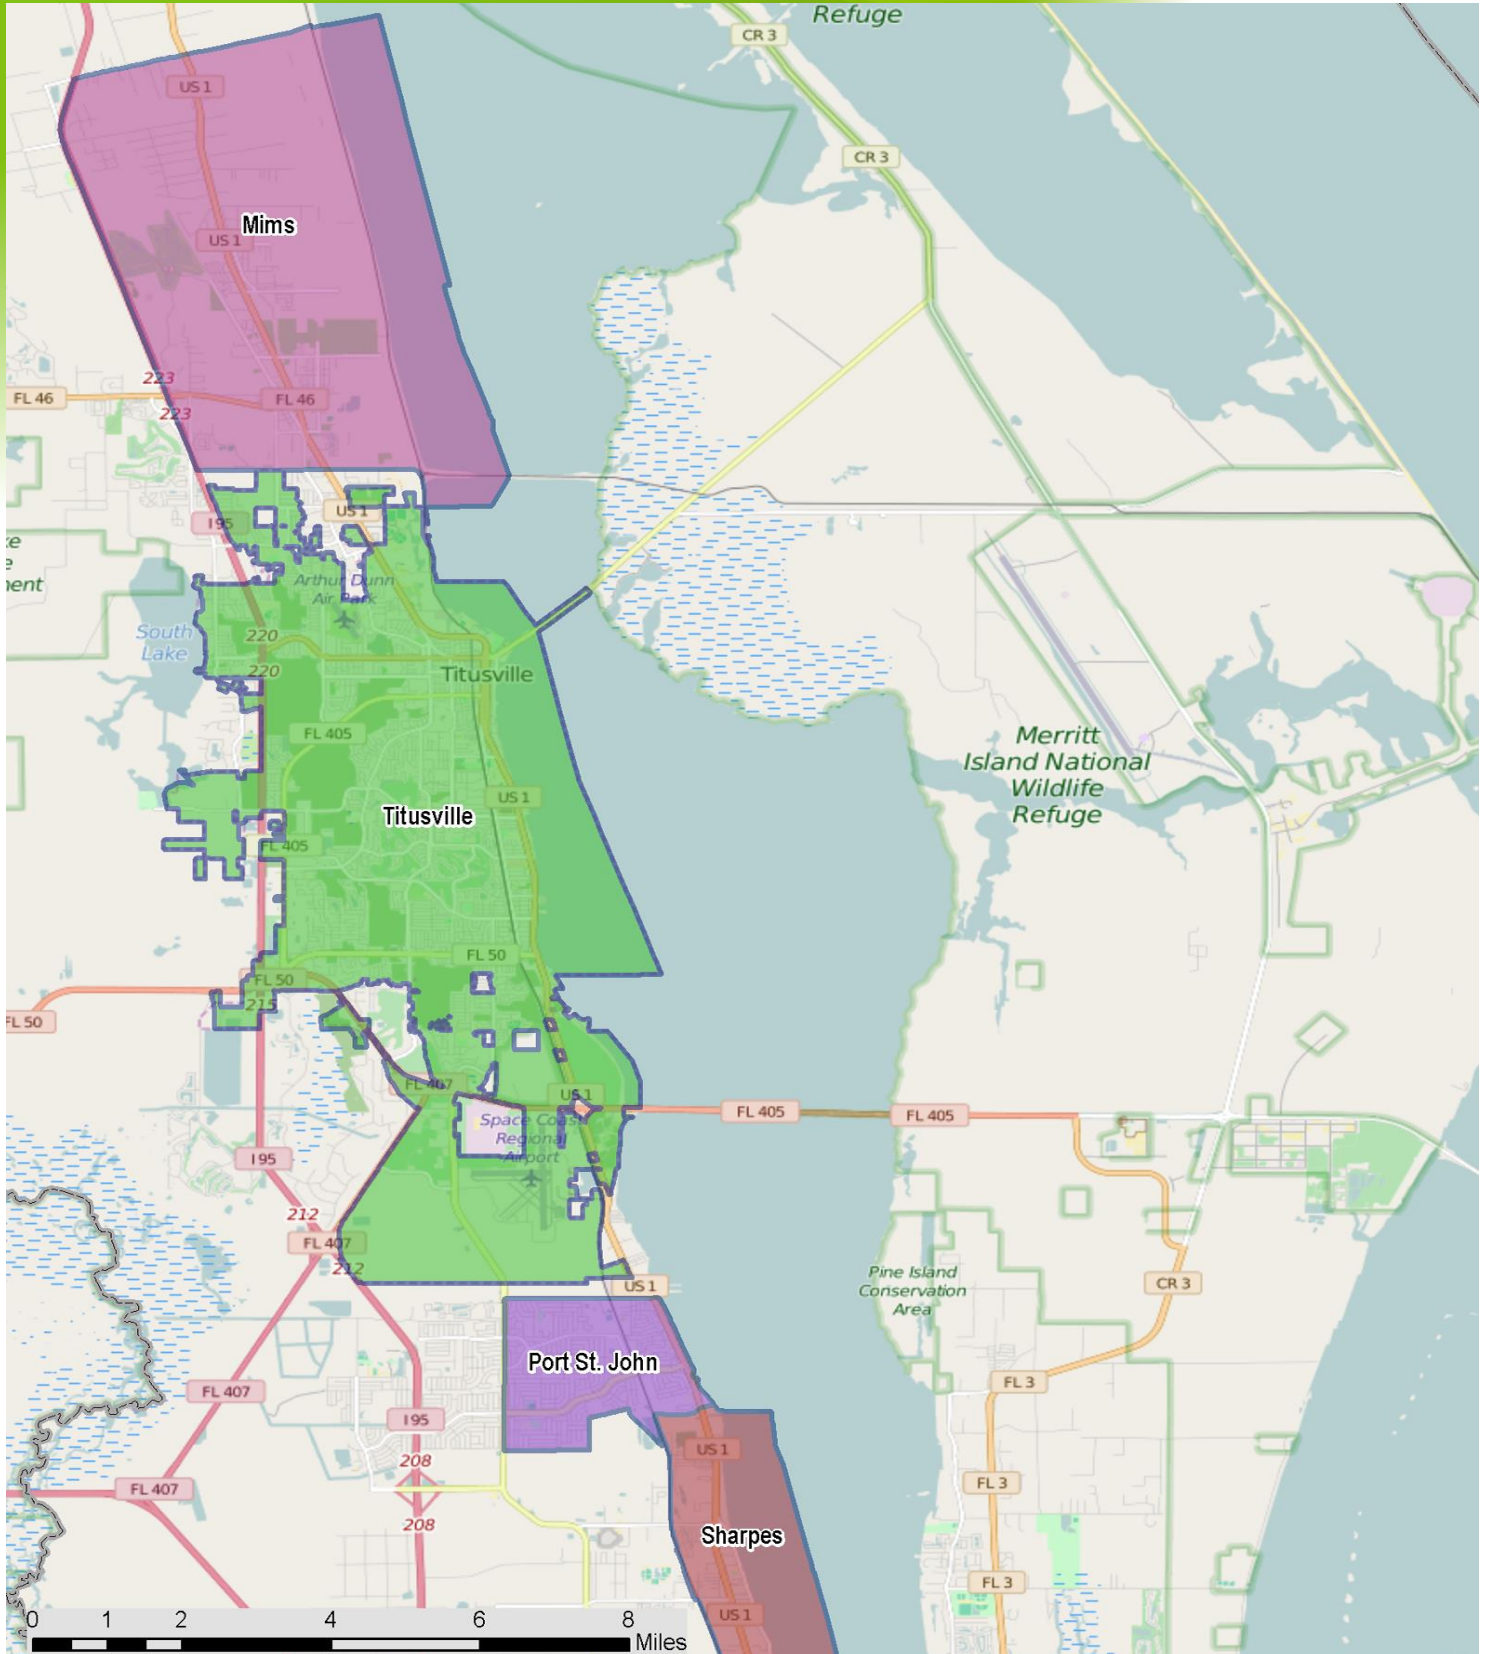 Refuge
CR 3
US 1
CR 3
Mims
US 1
223
FL 46
FL 46
223
I 95
US 1
ke
e
ment
Arthur Dunn
Air Park
South
Lake
220
220
Titusville
FL 405
Merritt
Island National
Wildlife
Refuge
US 1
Titusville
FL 405
FL 50
FL 50
215
FL 50
FL 407
US 1
FL 405
FL 405
Space Coast
Regional
Airport
I 95
212
FL 407
212
US 1
Pine Island
Conservation
Area
CR 3
Port St. John
FL 3
FL 407
I 95
US 1
208
FL 407
FL 3
208
Sharpes
FL 3
US 1
0 1 2 4 6 8
Miles